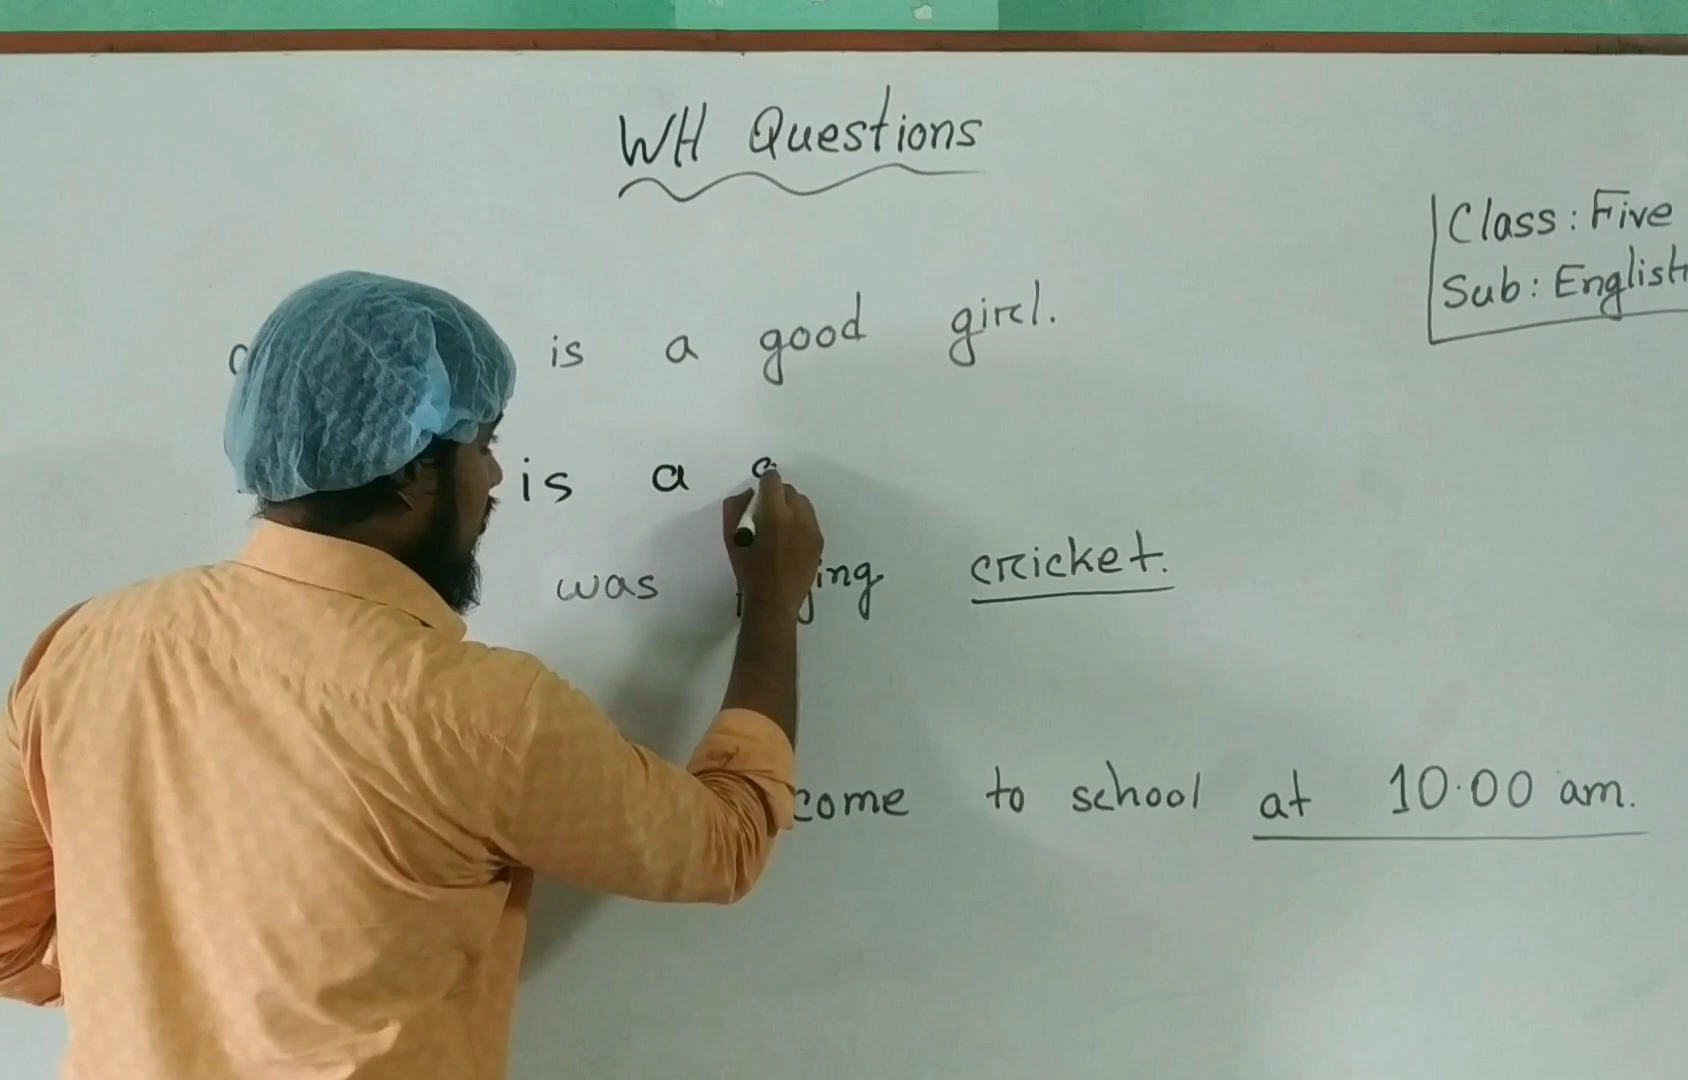 WH Questions
Class: Five
Sub: English
is a good girl.
is a
was cricket.
come to school at 10.00 am.